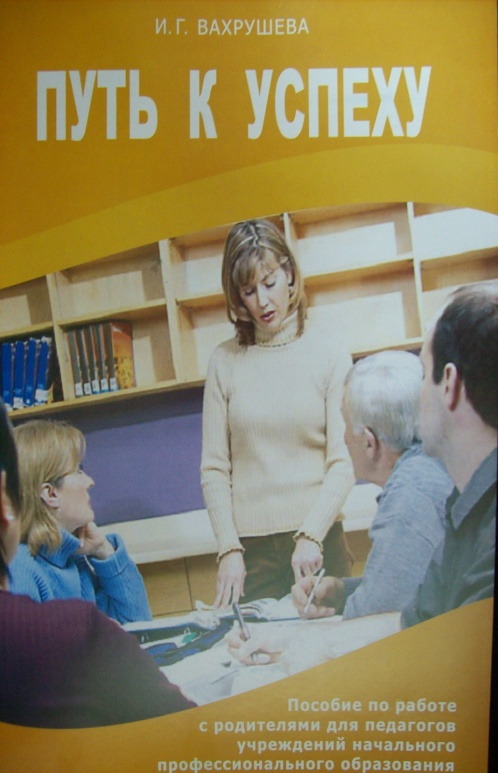 И. Г. ВАХРУШЕВА
ПУТЬ К УСПЕХУ
Пособие по работе
с родителями для педагогов
учреждений начального
профессионального образования